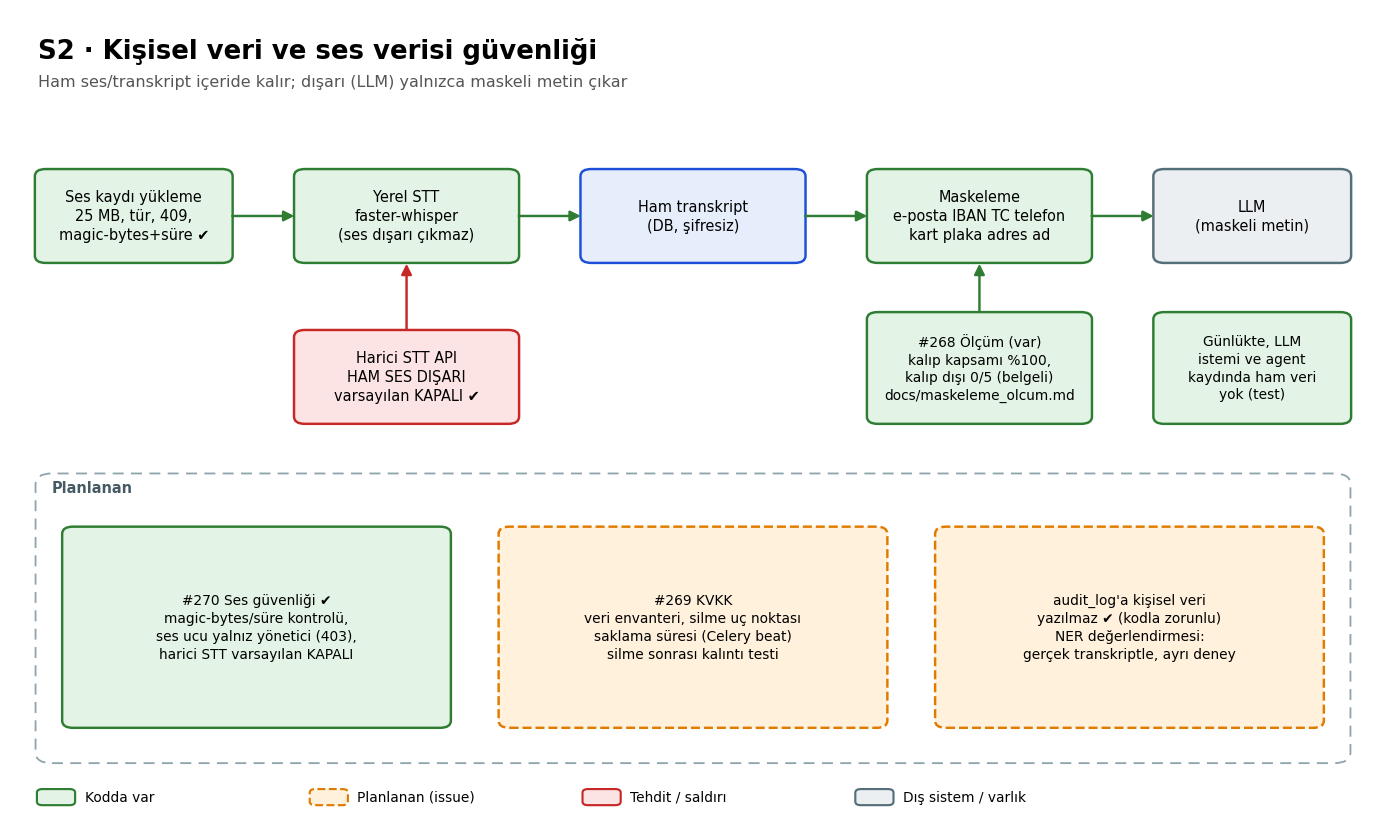 S2 · Kişisel veri ve ses verisi güvenliği
Ham ses/transkript içeride kalır; dışarı (LLM) yalnızca maskeli metin çıkar
Ses kaydı yükleme
25 MB, tür, 409,
magic-bytes+süre ✔
Yerel STT
faster-whisper
(ses dışarı çıkmaz)
Ham transkript
(DB, şifresiz)
Maskeleme
e-posta IBAN TC telefon
kart plaka adres ad
LLM
(maskeli metin)
Harici STT API
HAM SES DIŞARI
varsayılan KAPALI ✔
#268 Ölçüm (var)
kalıp kapsamı %100,
kalıp dışı 0/5 (belgeli)
docs/maskeleme_olcum.md
Günlükte, LLM
istemi ve agent
kaydında ham veri
yok (test)
Planlanan
#270 Ses güvenliği ✔
magic-bytes/süre kontrolü,
ses ucu yalnız yönetici (403),
harici STT varsayılan KAPALI
#269 KVKK
veri envanteri, silme uç noktası
saklama süresi (Celery beat)
silme sonrası kalıntı testi
audit_log'a kişisel veri
yazılmaz ✔ (kodla zorunlu)
NER değerlendirmesi:
gerçek transkriptle, ayrı deney
Kodda var
Planlanan (issue)
Tehdit / saldırı
Dış sistem / varlık